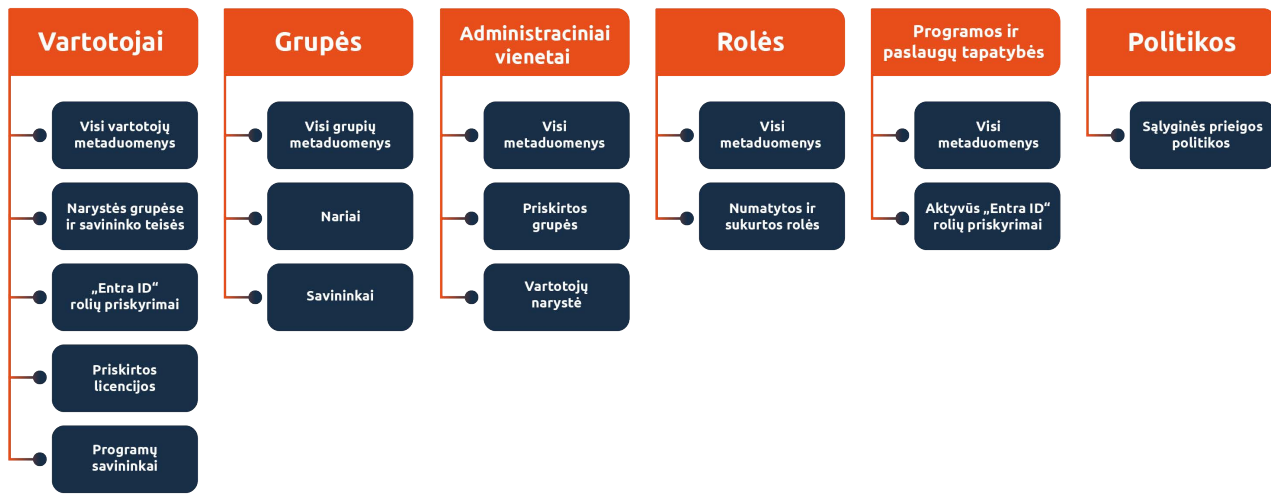 Vartotojai
Visi vartotojų
metaduomenys
Narystės grupėse
ir savininko teisės
„Entra ID“
rolių priskyrimai
Priskirtos
licencijos
Programų
savininkai
Grupės
Visi grupių
metaduomenys
Nariai
Savininkai
Administraciniai
vienetai
Visi
metaduomenys
Priskirtos
grupės
Vartotojų
narystė
Rolės
Visi
metaduomenys
Numatytos ir
sukurtos rolės
Programos ir
paslaugų tapatybės
Visi
metaduomenys
Aktyvūs „Entra ID“
rolių priskyrimai
Politikos
Sąlyginės prieigos
politikos